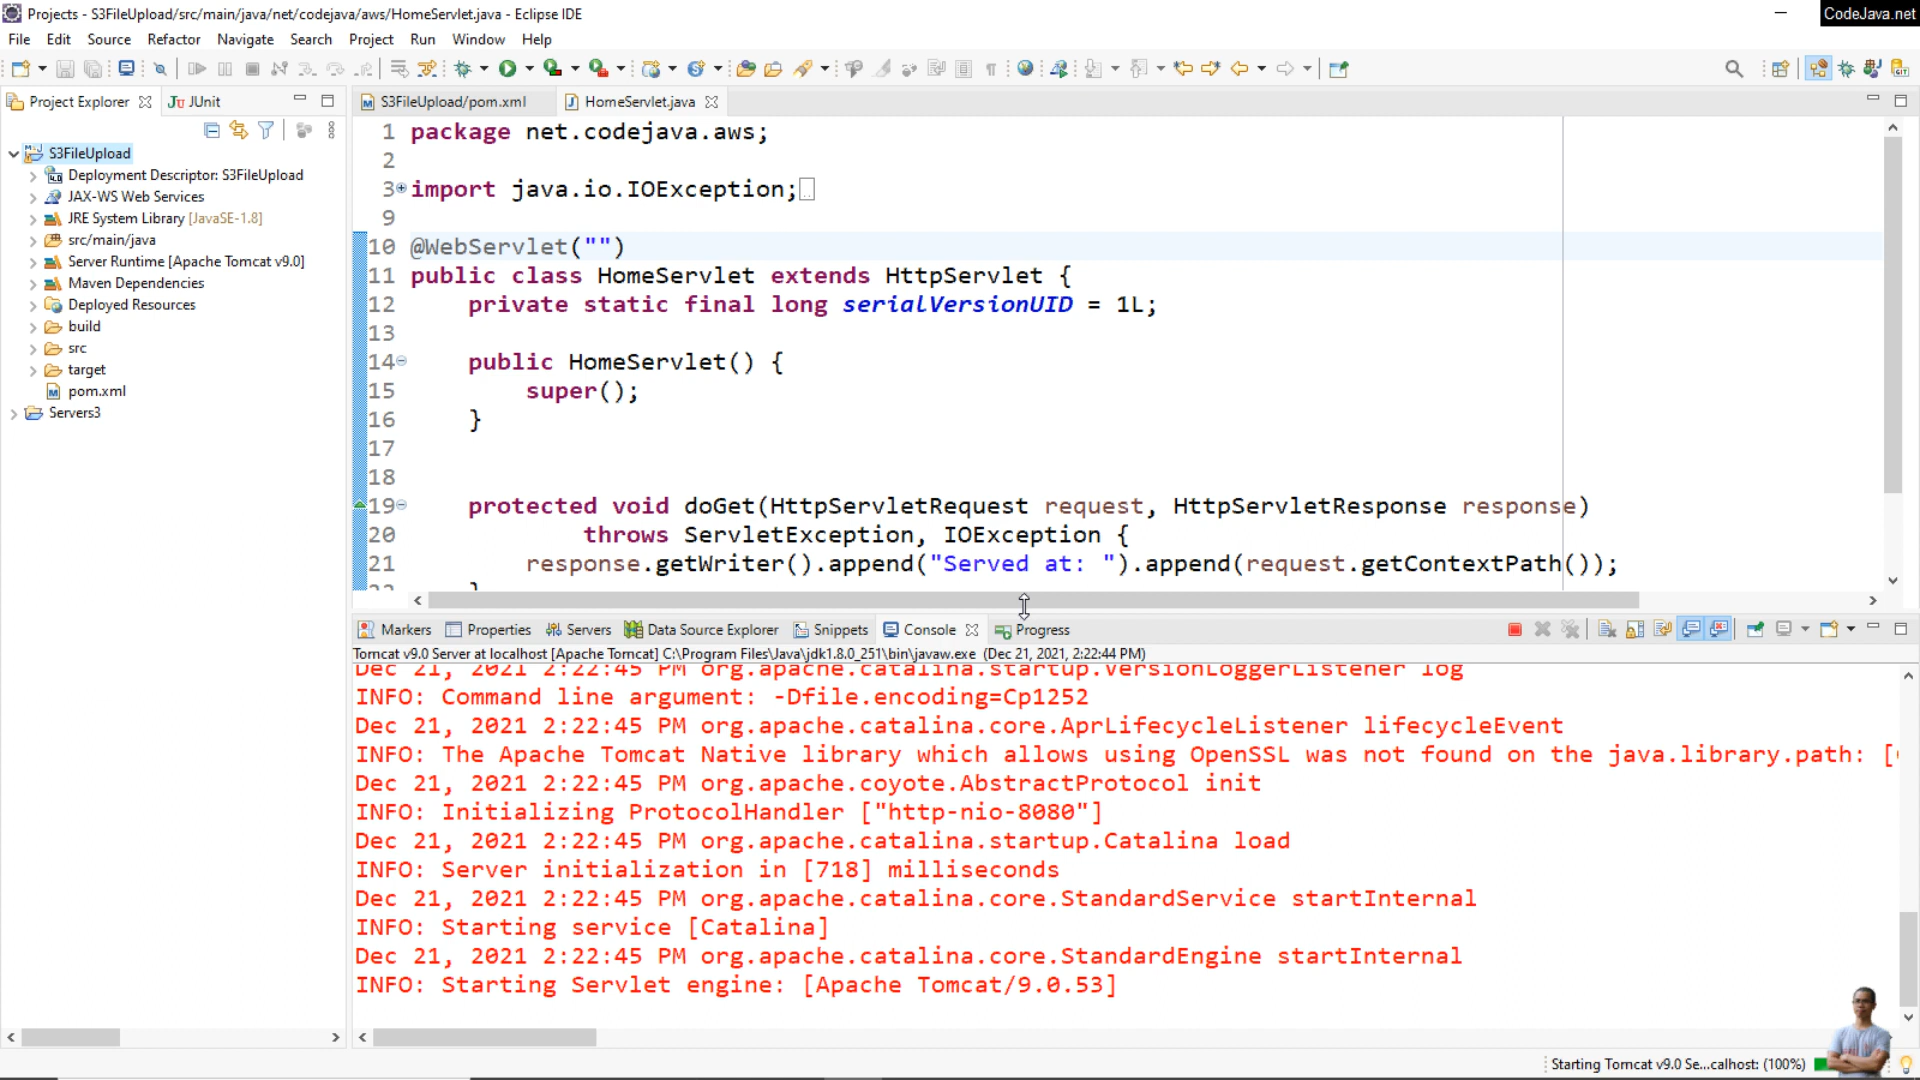 Projects - S3FileUpload/src/main/java/net/codejava/aws/HomeServlet.java - Eclipse IDE
CodeJava.net
File Edit Source Refactor Navigate Search Project Run Window Help
Project Explorer JUnit
S3FileUpload/pom.xml HomeServlet.java
S3FileUpload
Deployment Descriptor: S3FileUpload
JAX-WS Web Services
JRE System Library [JavaSE-1.8]
src/main/java
Server Runtime [Apache Tomcat v9.0]
Maven Dependencies
Deployed Resources
build
src
target
pom.xml
Servers3
1 package net.codejava.aws;
2
3 import java.io.IOException;
9
10 @WebServlet("")
11 public class HomeServlet extends HttpServlet {
12 private static final long serialVersionUID = 1L;
13
14 public HomeServlet() {
15 super();
16 }
17
18
19 protected void doGet(HttpServletRequest request, HttpServletResponse response)
20 throws ServletException, IOException {
21 response.getWriter().append("Served at: ").append(request.getContextPath());
22 }
Markers Properties Servers Data Source Explorer Snippets Console Progress
Tomcat v9.0 Server at localhost [Apache Tomcat] C:\Program Files\Java\jdk1.8.0_251\bin\javaw.exe (Dec 21, 2021, 2:22:44 PM)
Dec 21, 2021 2:22:45 PM org.apache.catalina.startup.VersionLoggerListener log
INFO: Command line argument: -Dfile.encoding=Cp1252
Dec 21, 2021 2:22:45 PM org.apache.catalina.core.AprLifecycleListener lifecycleEvent
INFO: The Apache Tomcat Native library which allows using OpenSSL was not found on the java.library.path: [
Dec 21, 2021 2:22:45 PM org.apache.coyote.AbstractProtocol init
INFO: Initializing ProtocolHandler ["http-nio-8080"]
Dec 21, 2021 2:22:45 PM org.apache.catalina.startup.Catalina load
INFO: Server initialization in [718] milliseconds
Dec 21, 2021 2:22:45 PM org.apache.catalina.core.StandardService startInternal
INFO: Starting service [Catalina]
Dec 21, 2021 2:22:45 PM org.apache.catalina.core.StandardEngine startInternal
INFO: Starting Servlet engine: [Apache Tomcat/9.0.53]
Starting Tomcat v9.0 Se...calhost: (100%)